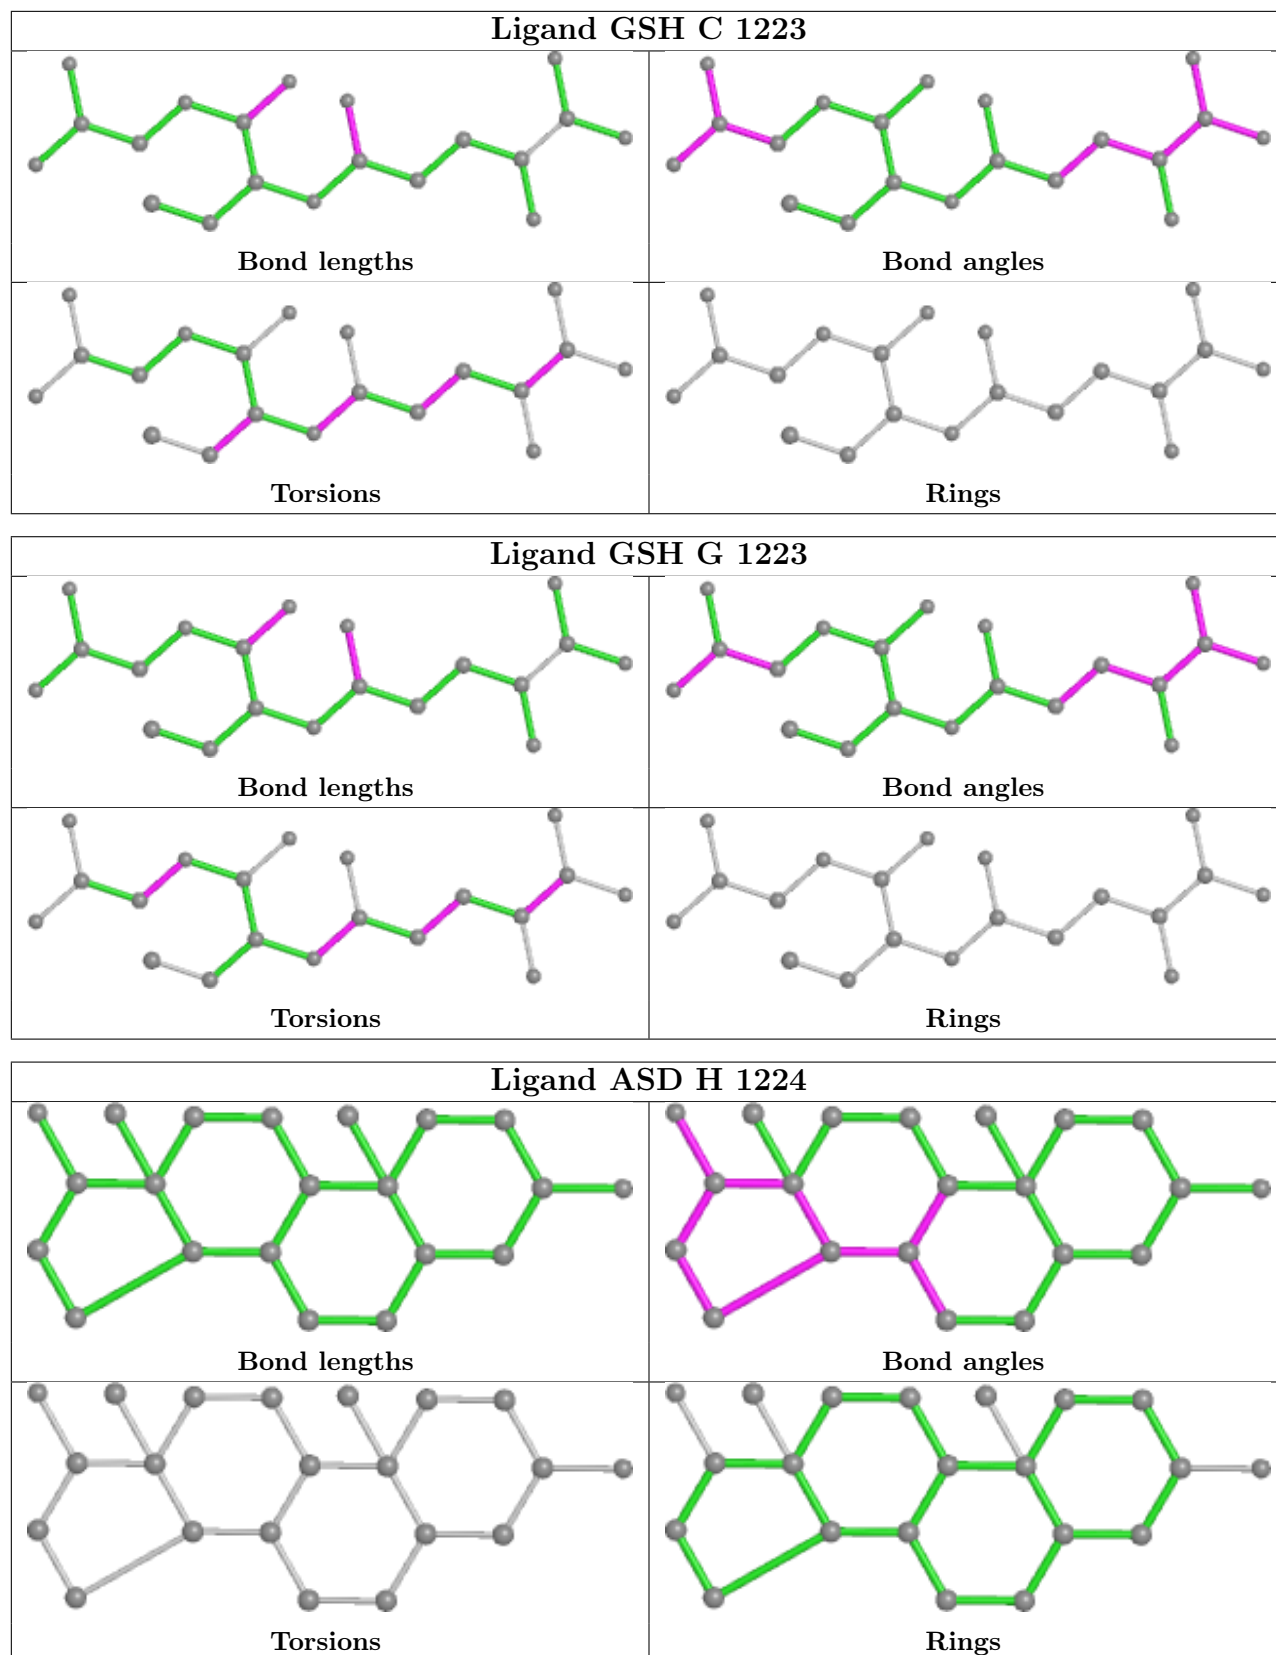 Ligand GSH C 1223
Bond lengths
Bond angles
Torsions
Rings
Ligand GSH G 1223
Bond lengths
Bond angles
Torsions
Rings
Ligand ASD H 1224
Bond lengths
Bond angles
Torsions
Rings